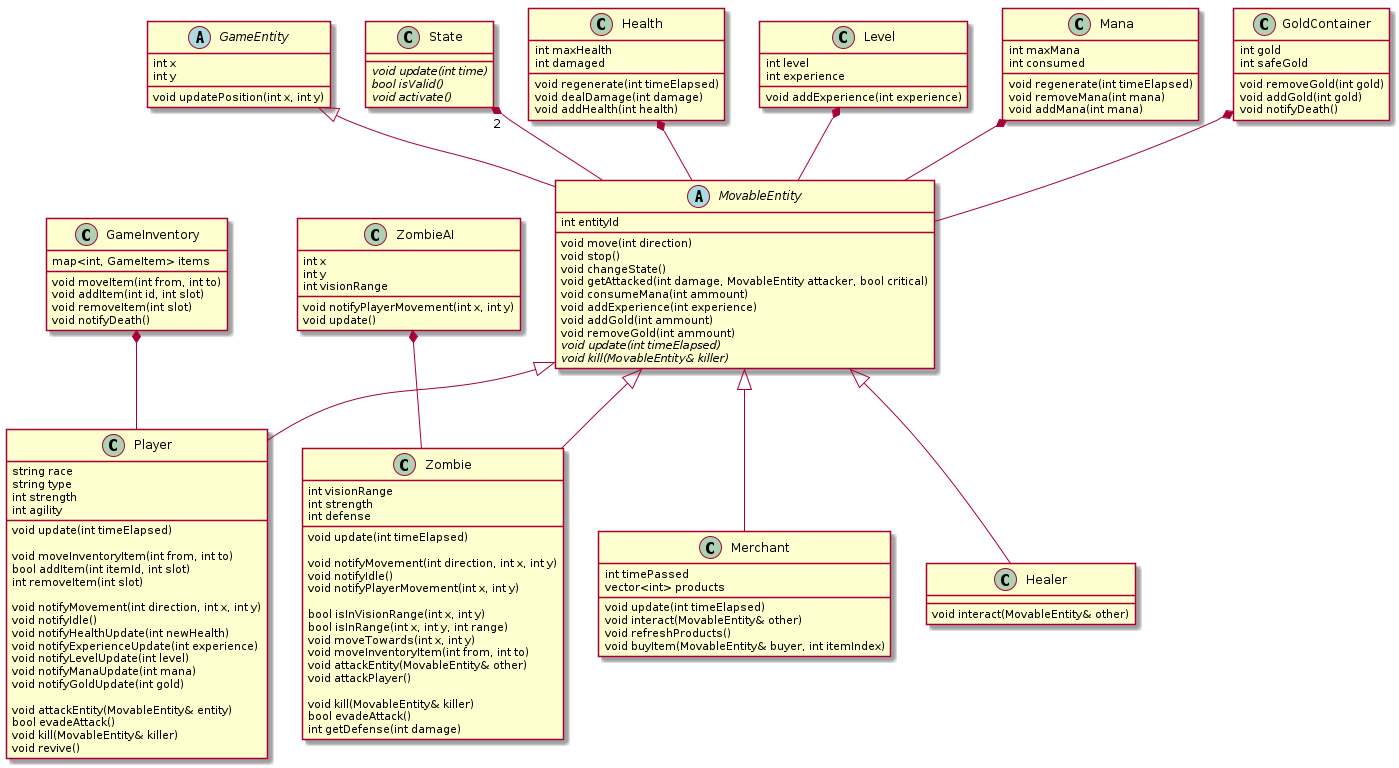 A GameEntity
int x
int y
void updatePosition(int x, int y)
C State
void update(int time)
bool isValid()
void activate()
2
C Health
int maxHealth
int damaged
void regenerate(int timeElapsed)
void dealDamage(int damage)
void addHealth(int health)
C Level
int level
int experience
void addExperience(int experience)
C Mana
int maxMana
int consumed
void regenerate(int timeElapsed)
void removeMana(int mana)
void addMana(int mana)
C GoldContainer
int gold
int safeGold
void removeGold(int gold)
void addGold(int gold)
void notifyDeath()
C GameInventory
map<int, GameItem> items
void moveItem(int from, int to)
void addItem(int id, int slot)
void removeItem(int slot)
void notifyDeath()
C ZombieAI
int x
int y
int visionRange
void notifyPlayerMovement(int x, int y)
void update()
A MovableEntity
int entityId
void move(int direction)
void stop()
void changeState()
void getAttacked(int damage, MovableEntity attacker, bool critical)
void consumeMana(int ammount)
void addExperience(int experience)
void addGold(int ammount)
void removeGold(int ammount)
void update(int timeElapsed)
void kill(MovableEntity& killer)
C Player
string race
string type
int strength
int agility
void update(int timeElapsed)
void moveInventoryItem(int from, int to)
bool addItem(int itemId, int slot)
int removeItem(int slot)
void notifyMovement(int direction, int x, int y)
void notifyIdle()
void notifyHealthUpdate(int newHealth)
void notifyExperienceUpdate(int experience)
void notifyLevelUpdate(int level)
void notifyManaUpdate(int mana)
void notifyGoldUpdate(int gold)
void attackEntity(MovableEntity& entity)
bool evadeAttack()
void kill(MovableEntity& killer)
void revive()
C Zombie
int visionRange
int strength
int defense
void update(int timeElapsed)
void notifyMovement(int direction, int x, int y)
void notifyIdle()
void notifyPlayerMovement(int x, int y)
bool isInVisionRange(int x, int y)
bool isInRange(int x, int y, int range)
void moveTowards(int x, int y)
void moveInventoryItem(int from, int to)
void attackEntity(MovableEntity& other)
void attackPlayer()
void kill(MovableEntity& killer)
bool evadeAttack()
int getDefense(int damage)
C Merchant
int timePassed
vector<int> products
void update(int timeElapsed)
void interact(MovableEntity& other)
void refreshProducts()
void buyItem(MovableEntity& buyer, int itemIndex)
C Healer
void interact(MovableEntity& other)